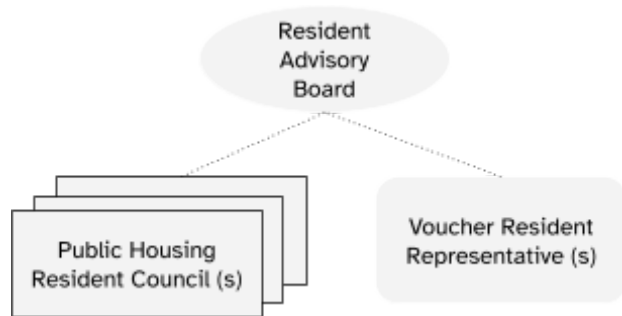 Resident
Advisory
Board
Public Housing
Resident Council (s)
Voucher Resident
Representative (s)